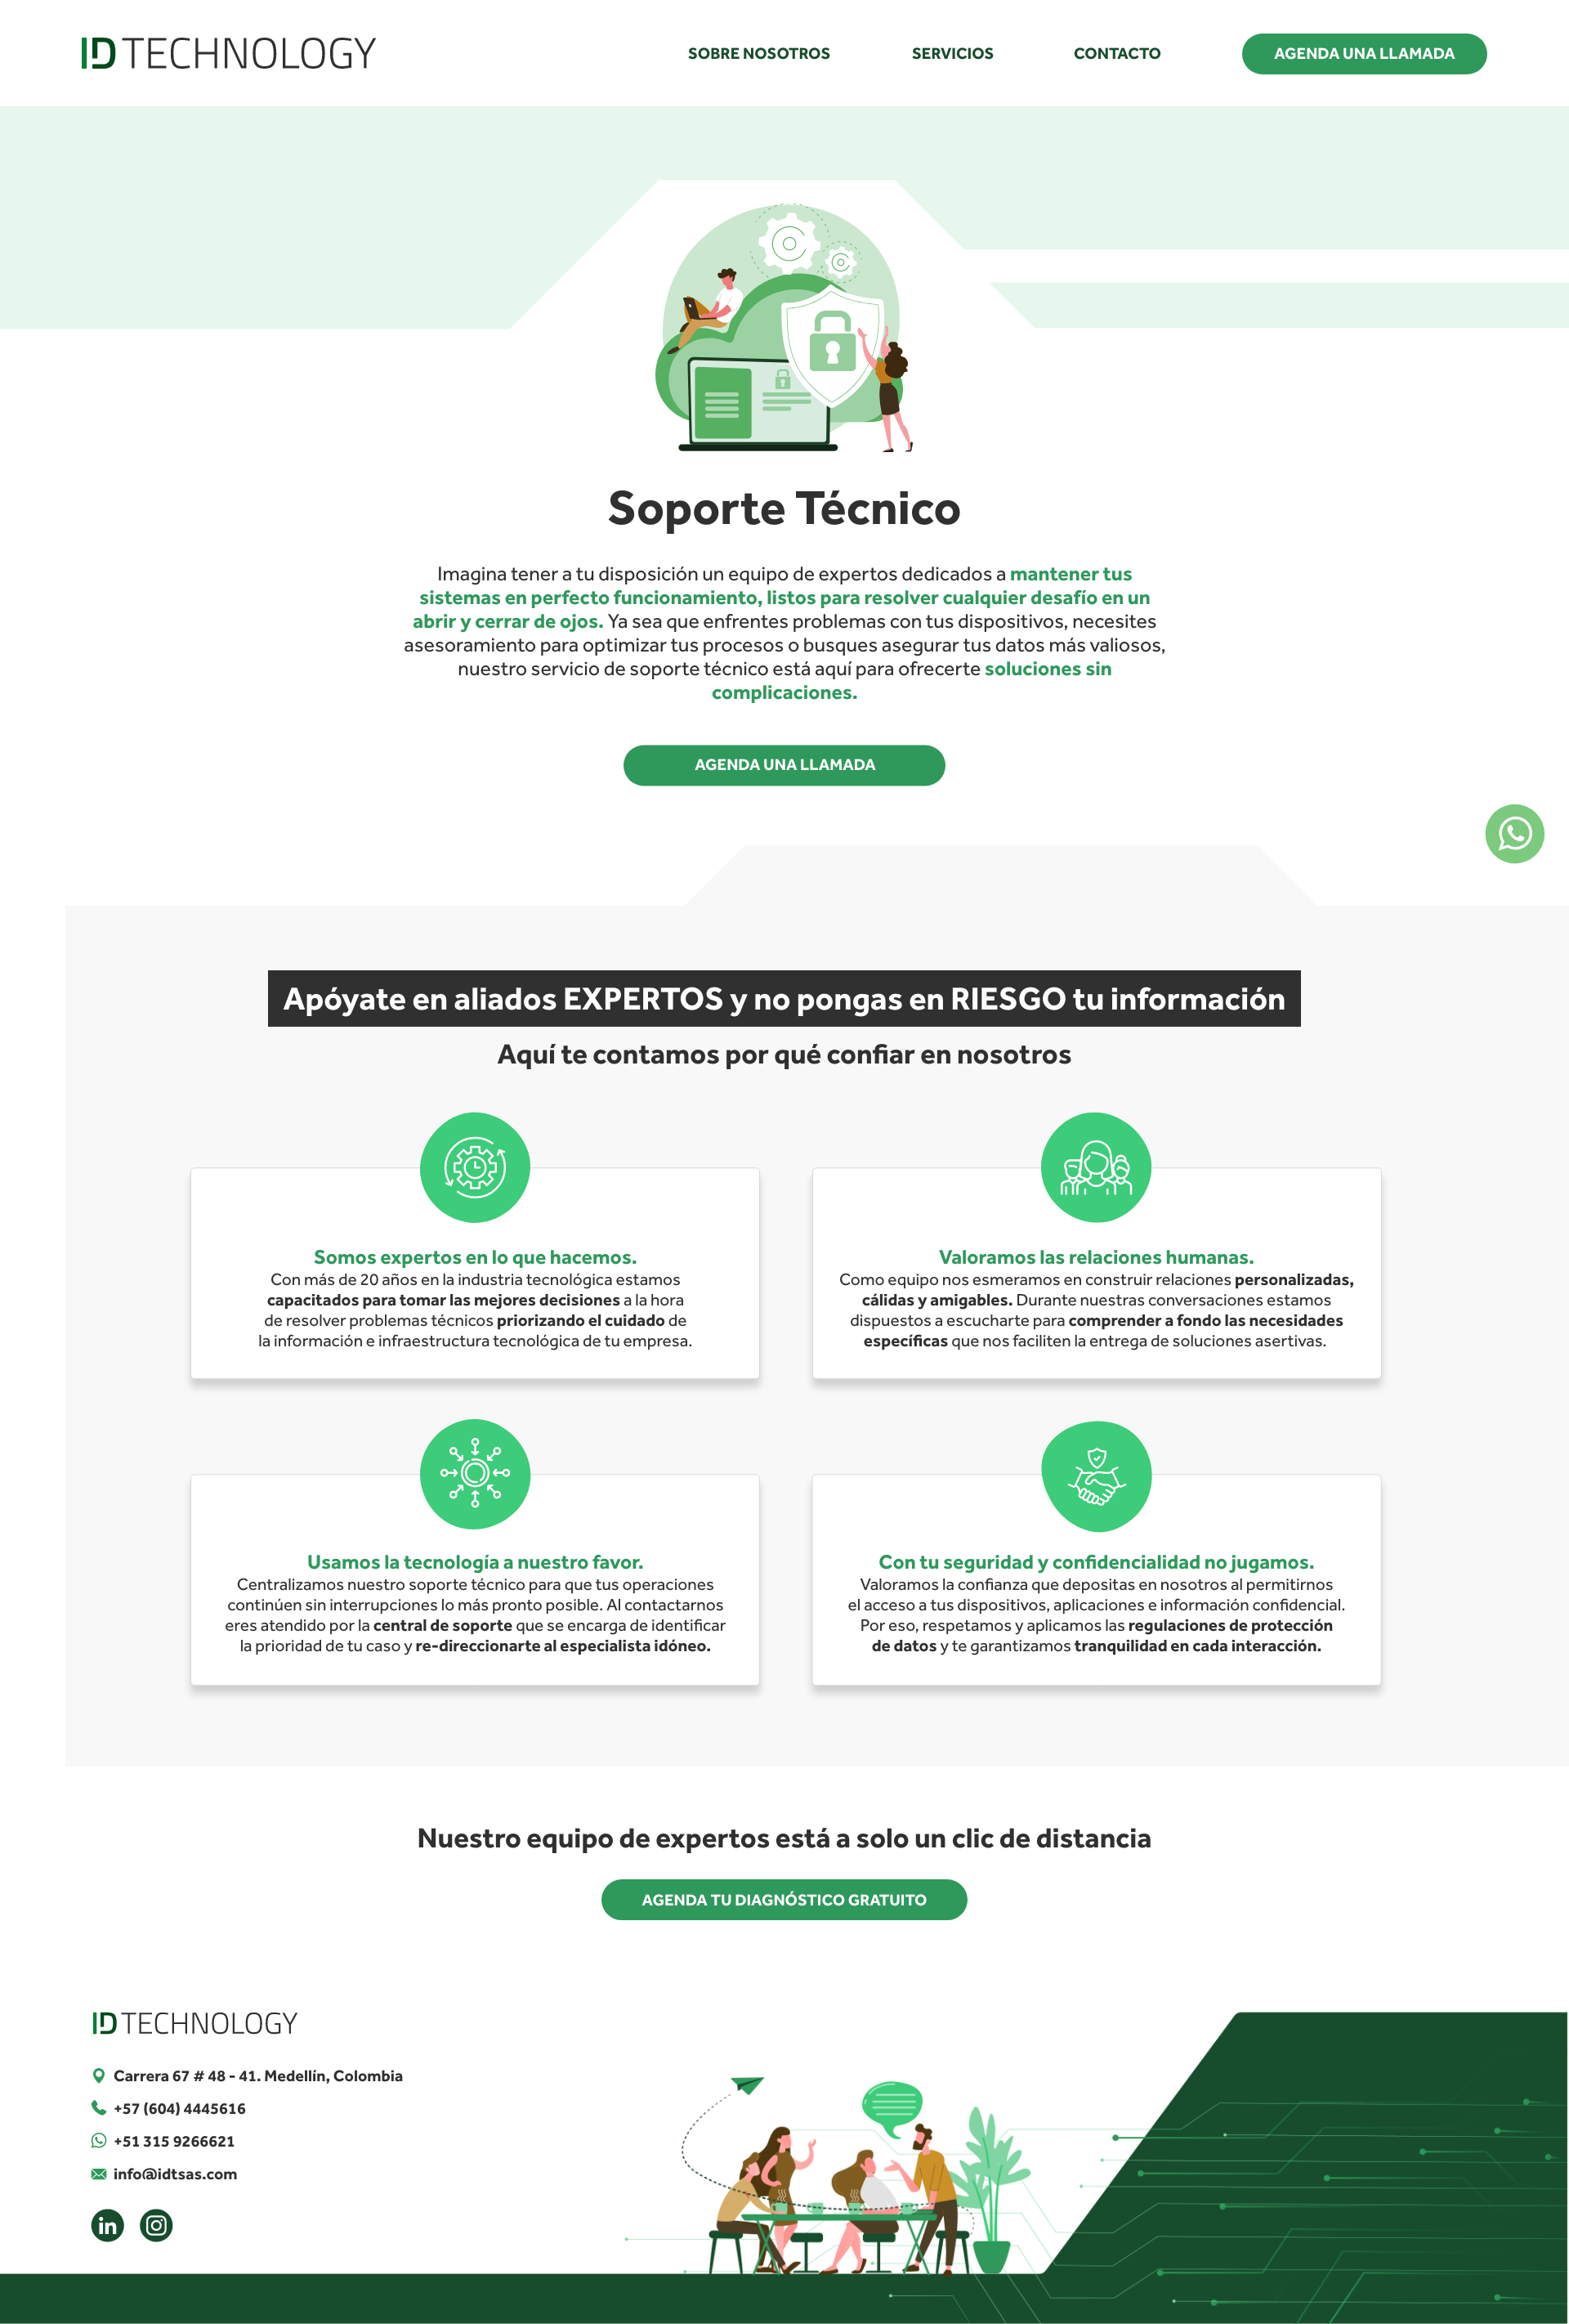 ID TECHNOLOGY
SOBRE NOSOTROS
SERVICIOS
CONTACTO
AGENDA UNA LLAMADA
Soporte Técnico
Imagina tener a tu disposición un equipo de expertos dedicados a mantener tus
sistemas en perfecto funcionamiento, listos para resolver cualquier desafío en un
abrir y cerrar de ojos. Ya sea que enfrentes problemas con tus dispositivos, necesites
asesoramiento para optimizar tus procesos o busques asegurar tus datos más valiosos,
nuestro servicio de soporte técnico está aquí para ofrecerte soluciones sin
complicaciones.
AGENDA UNA LLAMADA
Apóyate en aliados EXPERTOS y no pongas en RIESGO tu información
Aquí te contamos por qué confiar en nosotros
Somos expertos en lo que hacemos.
Con más de 20 años en la industria tecnológica estamos
capacitados para tomar las mejores decisiones a la hora
de resolver problemas técnicos priorizando el cuidado de
la información e infraestructura tecnológica de tu empresa.
Valoramos las relaciones humanas.
Como equipo nos esmeramos en construir relaciones personalizadas,
cálidas y amigables. Durante nuestras conversaciones estamos
dispuestos a escucharte para comprender a fondo las necesidades
específicas que nos faciliten la entrega de soluciones asertivas.
Usamos la tecnología a nuestro favor.
Centralizamos nuestro soporte técnico para que tus operaciones
continúen sin interrupciones lo más pronto posible. Al contactarnos
eres atendido por la central de soporte que se encarga de identificar
la prioridad de tu caso y re-direccionarte al especialista idóneo.
Con tu seguridad y confidencialidad no jugamos.
Valoramos la confianza que depositas en nosotros al permitirnos
el acceso a tus dispositivos, aplicaciones e información confidencial.
Por eso, respetamos y aplicamos las regulaciones de protección
de datos y te garantizamos tranquilidad en cada interacción.
Nuestro equipo de expertos está a solo un clic de distancia
AGENDA TU DIAGNÓSTICO GRATUITO
ID TECHNOLOGY
Carrera 67 # 48 - 41. Medellín, Colombia
+57 (604) 4445616
+51 315 9266621
info@idtsas.com
in